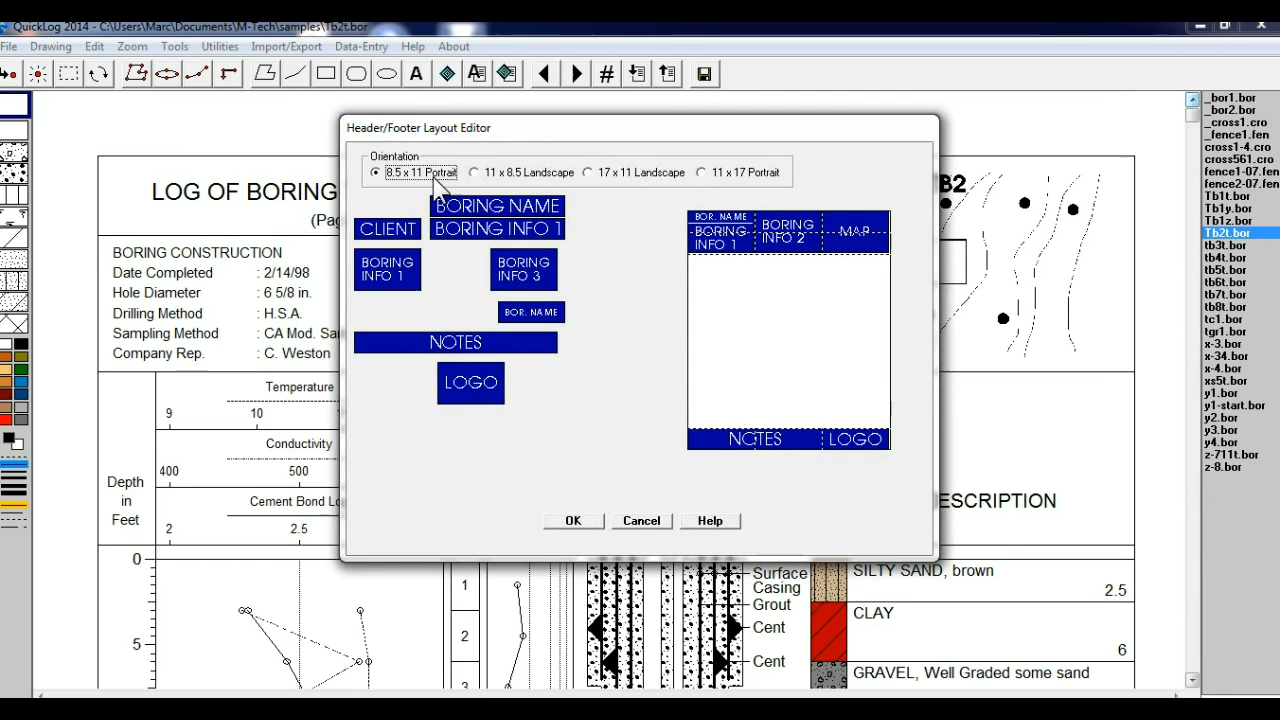 QuickLog 2014 - C:\Users\Marc\Documents\M-Tech\samples\Tb2t.bor
File Drawing Edit Zoom Tools Utilities Import/Export Data-Entry Help About
A A #
Header/Footer Layout Editor
Orientation
8.5 x 11 Portrait 11 x 8.5 Landscape 17 x 11 Landscape 11 x 17 Portrait
BORING NAME
CLIENT BORING INFO 1
BORING
INFO 1
BORING
INFO 3
BOR. NAME
NOTES
LOGO
BOR. NAME
BORING
INFO 1
BORING
INFO 2
MAP
NOTES LOGO
OK Cancel Help
LOG OF BORING
(Pag
B2
BORING CONSTRUCTION
Date Completed : 2/14/98
Hole Diameter : 6 5/8 in.
Drilling Method : H.S.A.
Sampling Method : CA Mod. Sa
Company Rep. : C. Weston
Depth
in
Feet
Temperature
9 10
Conductivity
400 500
Cement Bond Lo
2 2.5
ESCRIPTION
0
5
1
2
3
Surface
Casing
Grout
Cent
Cent
SILTY SAND, brown
2.5
CLAY
6
GRAVEL, Well Graded some sand
_bor1.bor
_bor2.bor
_cross1.cro
_fence1.fen
cross1-4.cro
cross561.cro
fence1-07.fen
fence2-07.fen
Tb1t.bor
Tb1y.bor
Tb1z.bor
Tb2t.bor
tb3t.bor
tb4t.bor
tb5t.bor
tb6t.bor
tb7t.bor
tb8t.bor
tc1.bor
tgr1.bor
x-3.bor
x-34.bor
x-4.bor
xs5t.bor
y1.bor
y1-start.bor
y2.bor
y3.bor
y4.bor
z-711t.bor
z-8.bor